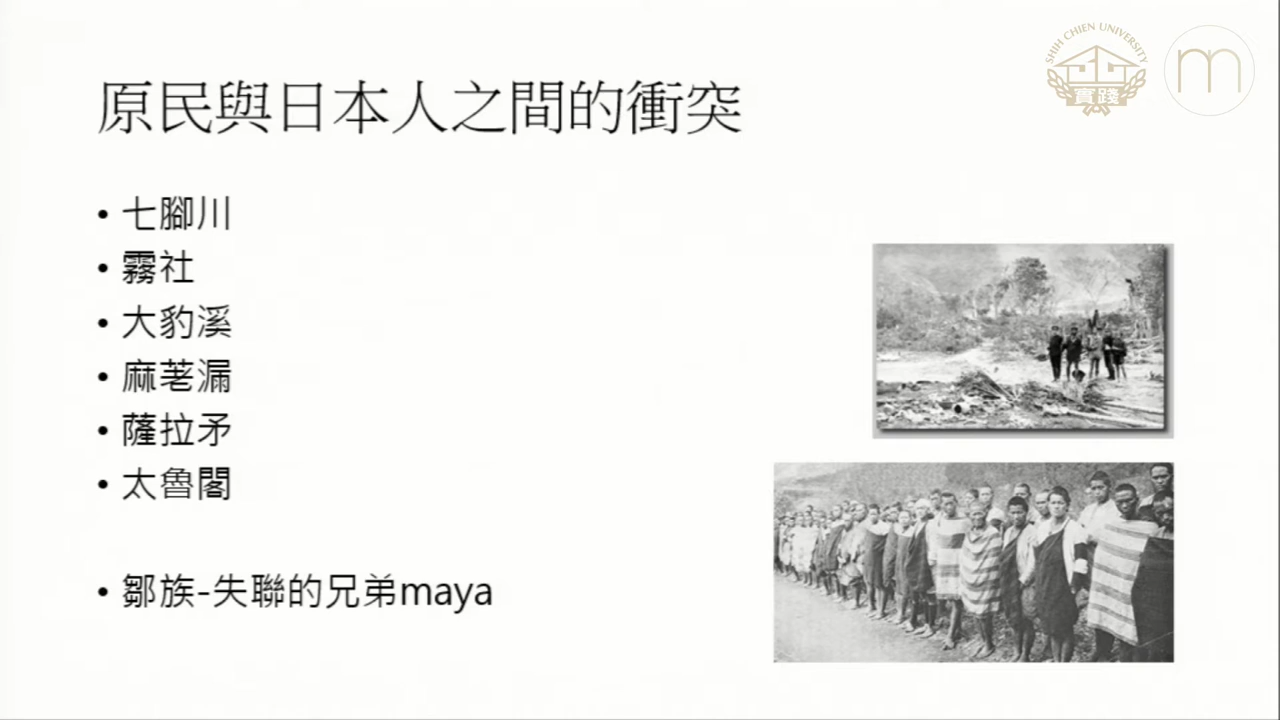 SHIH CHIEN UNIVERSITY
實踐
m
原民與日本人之間的衝突
• 七腳川
• 霧社
• 大豹溪
• 麻荖漏
• 薩拉矛
• 太魯閣
• 鄒族-失聯的兄弟maya